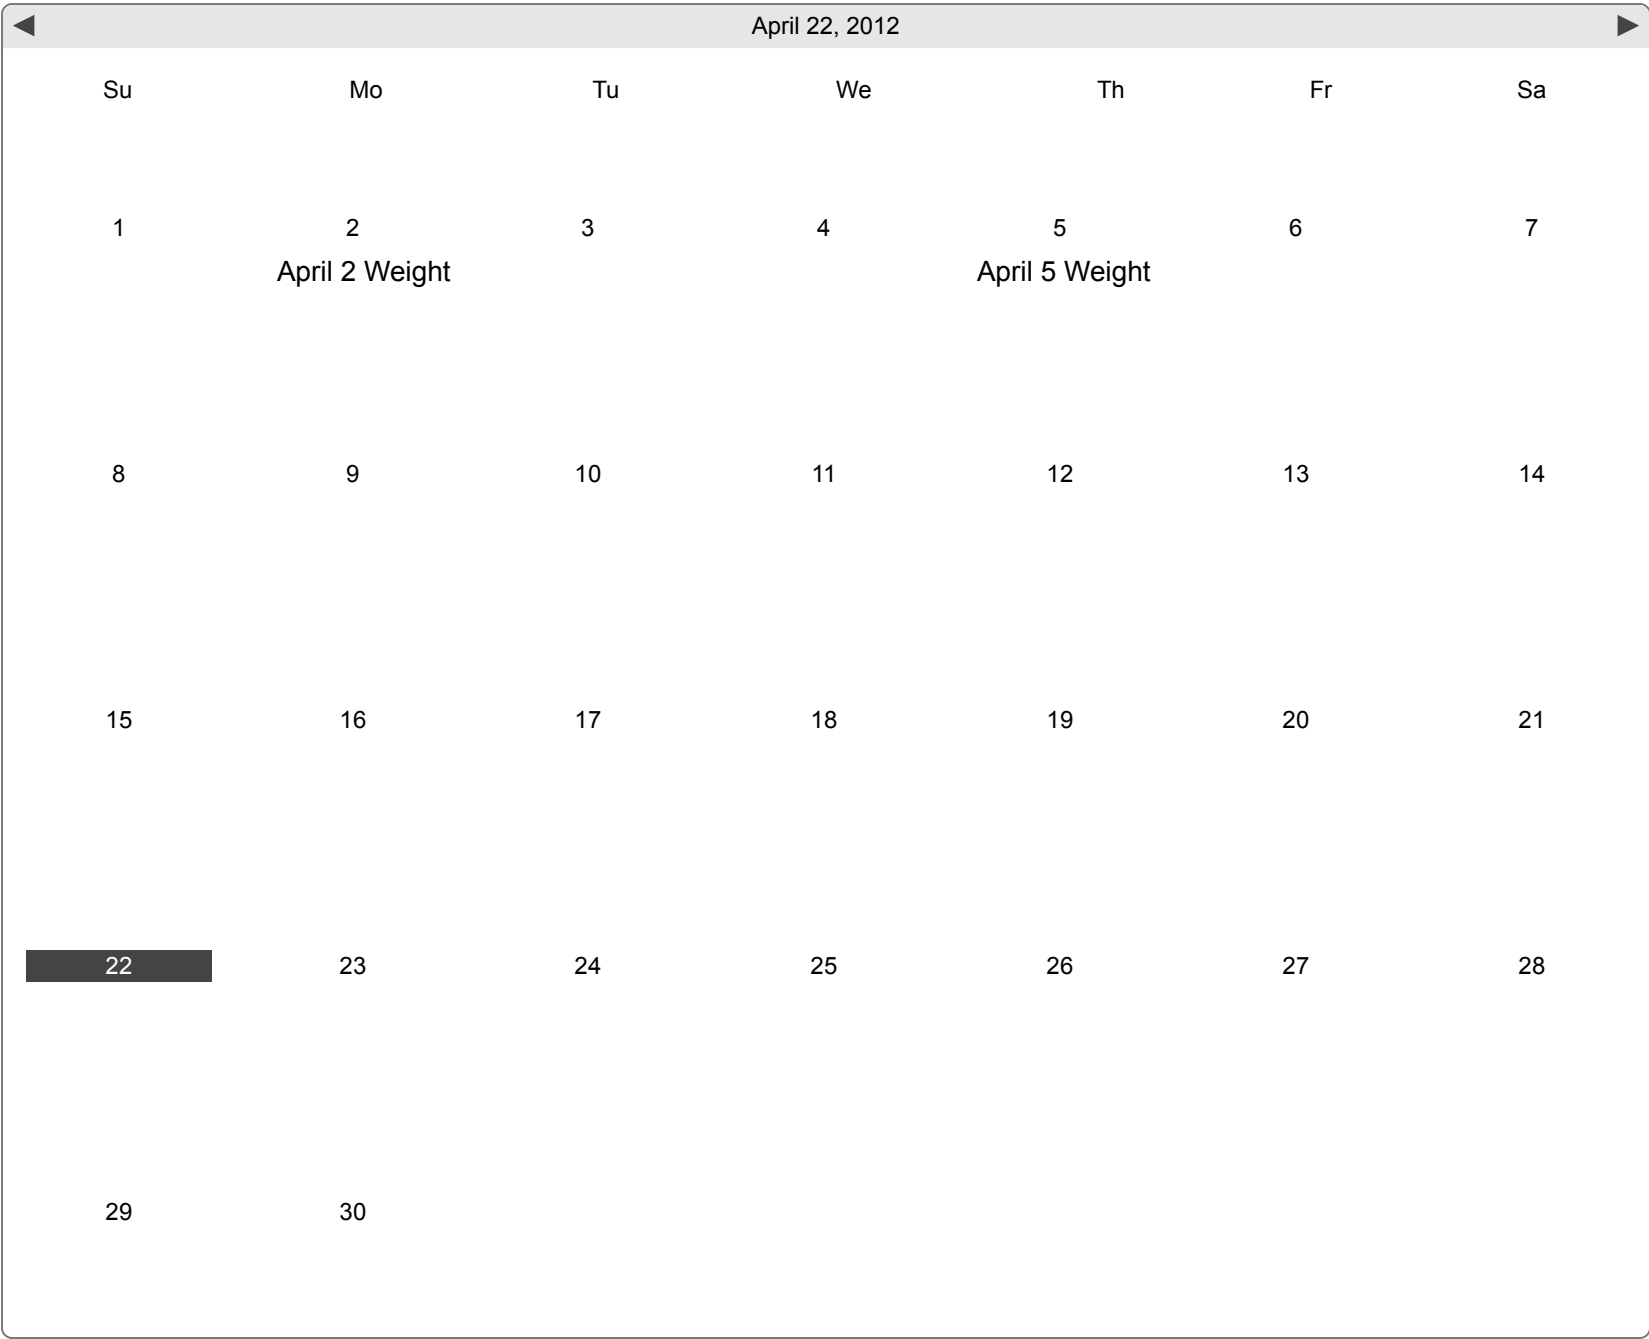 ◀ April 22, 2012 ▶
Su Mo Tu We Th Fr Sa
1 2 3 4 5 6 7
April 2 Weight April 5 Weight
8 9 10 11 12 13 14
15 16 17 18 19 20 21
22 23 24 25 26 27 28
29 30